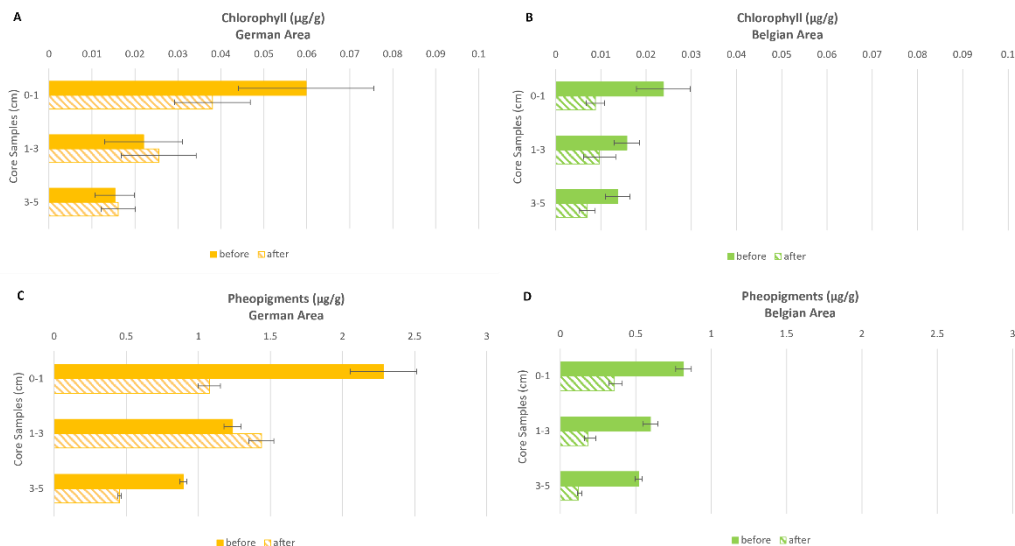 A
Chlorophyll (µg/g)
German Area
0 0.01 0.02 0.03 0.04 0.05 0.06 0.07 0.08 0.09 0.1
Core Samples (cm)
0-1
1-3
3-5
before after
B
Chlorophyll (µg/g)
Belgian Area
0 0.01 0.02 0.03 0.04 0.05 0.06 0.07 0.08 0.09 0.1
Core Samples (cm)
0-1
1-3
3-5
before after
C
Pheopigments (µg/g)
German Area
0 0.5 1 1.5 2 2.5 3
Core Samples (cm)
0-1
1-3
3-5
before after
D
Pheopigments (µg/g)
Belgian Area
0 0.5 1 1.5 2 2.5 3
Core Samples (cm)
0-1
1-3
3-5
before after